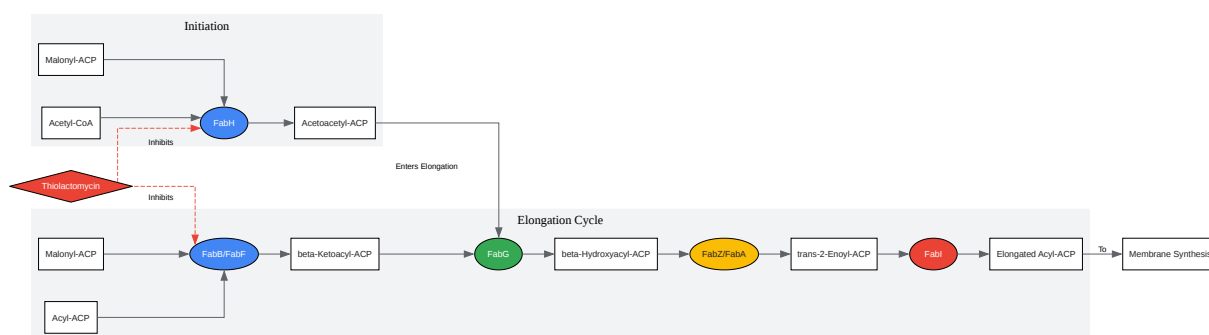 Initiation
Malonyl-ACP
Acetyl-CoA
FabH
Acetoacetyl-ACP
Inhibits
Enters Elongation
Thiolactomycin
Inhibits
Elongation Cycle
Malonyl-ACP
FabB/FabF
beta-Ketoacyl-ACP
FabG
beta-Hydroxyacyl-ACP
FabZ/FabA
trans-2-Enoyl-ACP
FabI
Elongated Acyl-ACP
To
Membrane Synthesis
Acyl-ACP